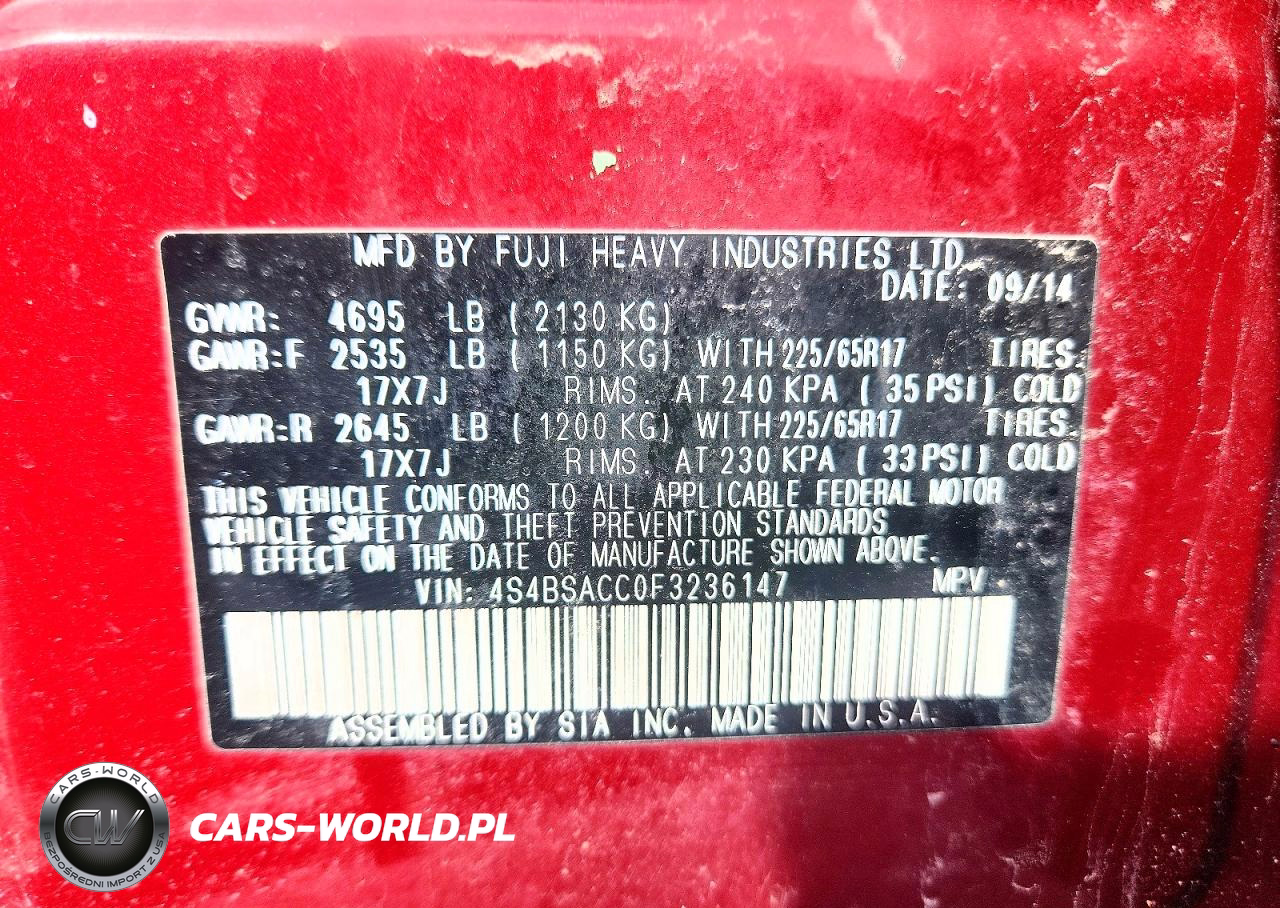 MFD BY FUJI HEAVY INDUSTRIES LTD.
DATE: 09/14
GVWR: 4695 LB ( 2130 KG)
GAWR:F 2535 LB ( 1150 KG) WITH 225/65R17 TIRES.
17X7J RIMS. AT 240 KPA ( 35 PSI) COLD
GAWR:R 2645 LB ( 1200 KG) WITH 225/65R17 TIRES.
17X7J RIMS. AT 230 KPA ( 33 PSI) COLD
THIS VEHICLE CONFORMS TO ALL APPLICABLE FEDERAL MOTOR
VEHICLE SAFETY AND THEFT PREVENTION STANDARDS
IN EFFECT ON THE DATE OF MANUFACTURE SHOWN ABOVE.
VIN: 4S4BSACC0F3236147 MPV
ASSEMBLED BY SIA INC. MADE IN U.S.A.
CARS-WORLD
CW
BEZPOŚREDNI IMPORT Z USA
CARS-WORLD.PL